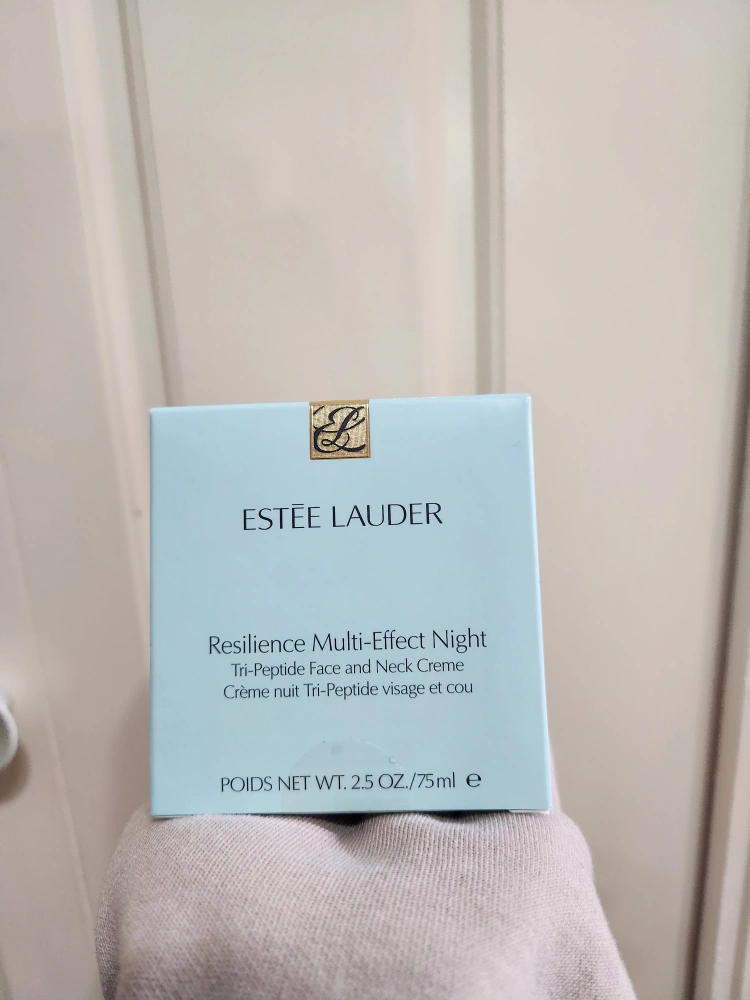 EL
ESTĒE LAUDER
Resilience Multi-Effect Night
Tri-Peptide Face and Neck Creme
Crème nuit Tri-Peptide visage et cou
POIDS NET WT. 2.5 OZ./75ml ℮